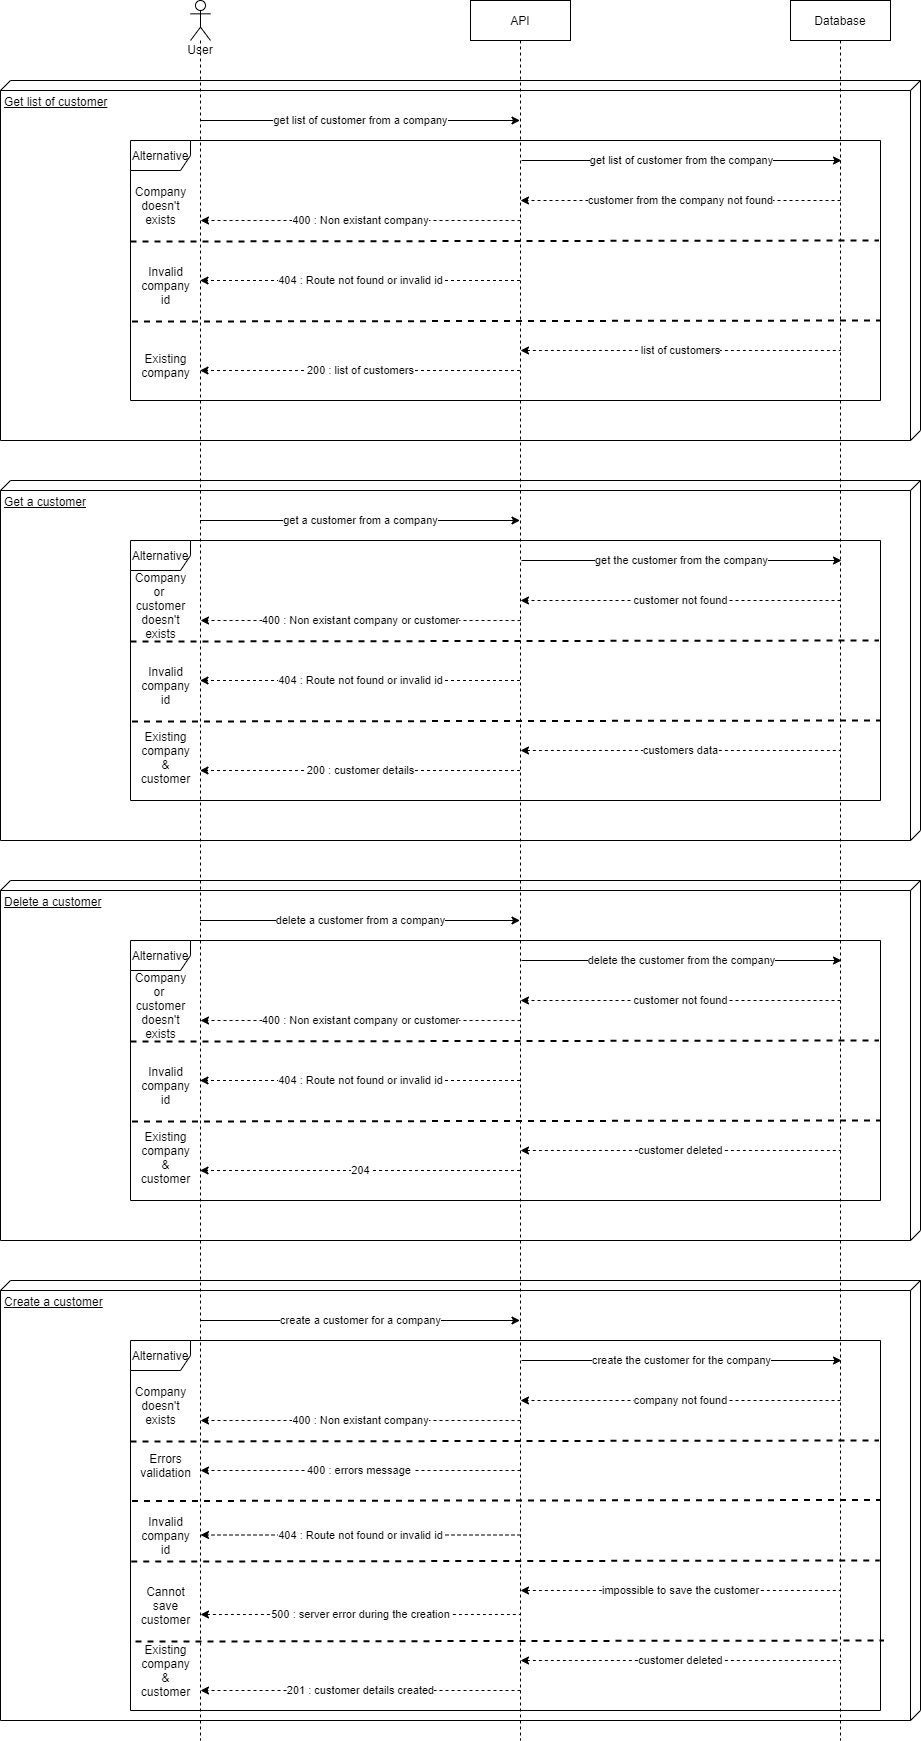 User
API
Database
Get list of customer
get list of customer from a company
Alternative
get list of customer from the company
Company
doesn't
exists
customer from the company not found
400 : Non existant company
Invalid
company
id
404 : Route not found or invalid id
Existing
company
list of customers
200 : list of customers
Get a customer
get a customer from a company
Alternative
get the customer from the company
Company
or
customer
doesn't
exists
customer not found
400 : Non existant company or customer
Invalid
company
id
404 : Route not found or invalid id
Existing
company
&
customer
customers data
200 : customer details
Delete a customer
delete a customer from a company
Alternative
delete the customer from the company
Company
or
customer
doesn't
exists
customer not found
400 : Non existant company or customer
Invalid
company
id
404 : Route not found or invalid id
Existing
company
&
customer
customer deleted
204
Create a customer
create a customer for a company
Alternative
create the customer for the company
Company
doesn't
exists
company not found
400 : Non existant company
Errors
validation
400 : errors message
Invalid
company
id
404 : Route not found or invalid id
Cannot
save
customer
impossible to save the customer
500 : server error during the creation
Existing
company
&
customer
customer deleted
201 : customer details created